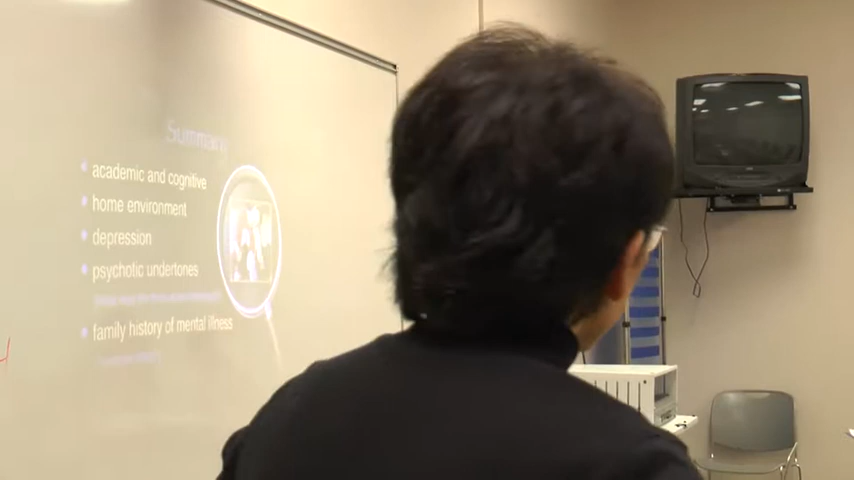 Summary
academic and cognitive
home environment
depression
psychotic undertones
family history of mental illness